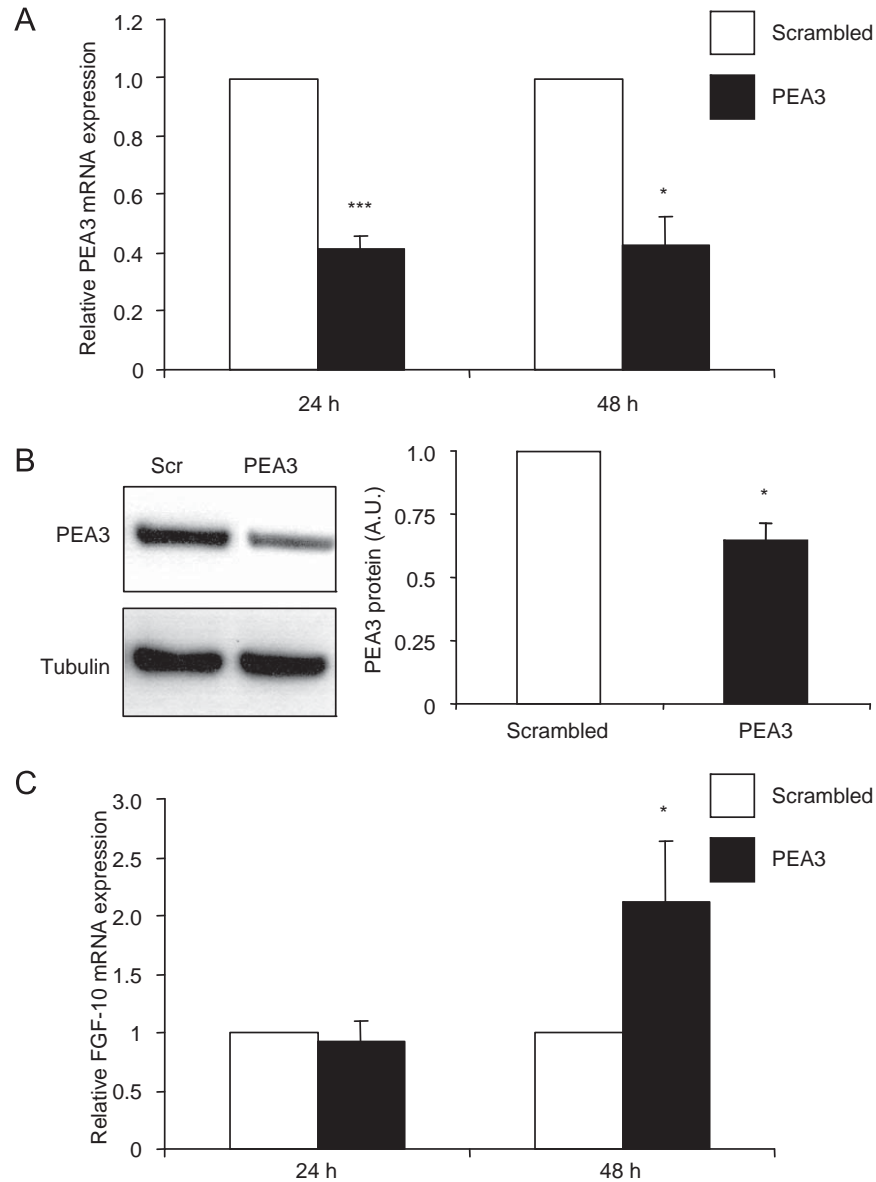 A
Relative PEA3 mRNA expression
1.2
1.0
0.8
0.6
0.4
0.2
0
***
*
24 h
48 h
Scrambled
PEA3
B
Scr PEA3
PEA3
Tubulin
PEA3 protein (A.U.)
1.0
0.75
0.5
0.25
0
*
Scrambled
PEA3
C
Relative FGF-10 mRNA expression
3.0
2.5
2.0
1.5
1
0.5
0
*
24 h
48 h
Scrambled
PEA3